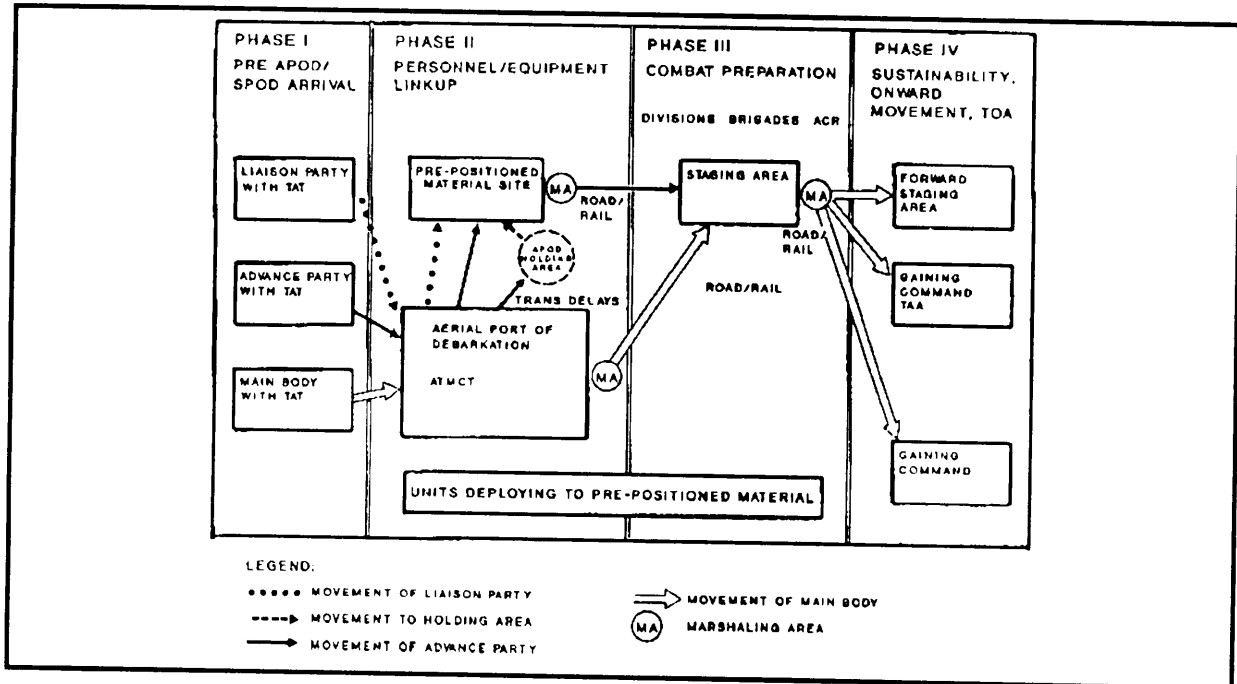 PHASE I
PRE APOD/
SPOD ARRIVAL
PHASE II
PERSONNEL/EQUIPMENT
LINKUP
PHASE III
COMBAT PREPARATION
DIVISIONS BRIGADES ACR
PHASE IV
SUSTAINABILITY,
ONWARD
MOVEMENT, TOA
LIAISON PARTY
WITH TAT
ADVANCE PARTY
WITH TAT
MAIN BODY
WITH TAT
PRE-POSITIONED
MATERIAL SITE
MA
ROAD/
RAIL
APOD
HOLDING
AREA
TRANS DELAYS
AERIAL PORT OF
DEBARKATION
ATMCT
MA
STAGING AREA
MA
ROAD/
RAIL
ROAD/RAIL
FORWARD
STAGING
AREA
GAINING
COMMAND
TAA
GAINING
COMMAND
UNITS DEPLOYING TO PRE-POSITIONED MATERIAL
LEGEND:
MOVEMENT OF LIAISON PARTY
MOVEMENT TO HOLDING AREA
MOVEMENT OF ADVANCE PARTY
MOVEMENT OF MAIN BODY
MA MARSHALING AREA